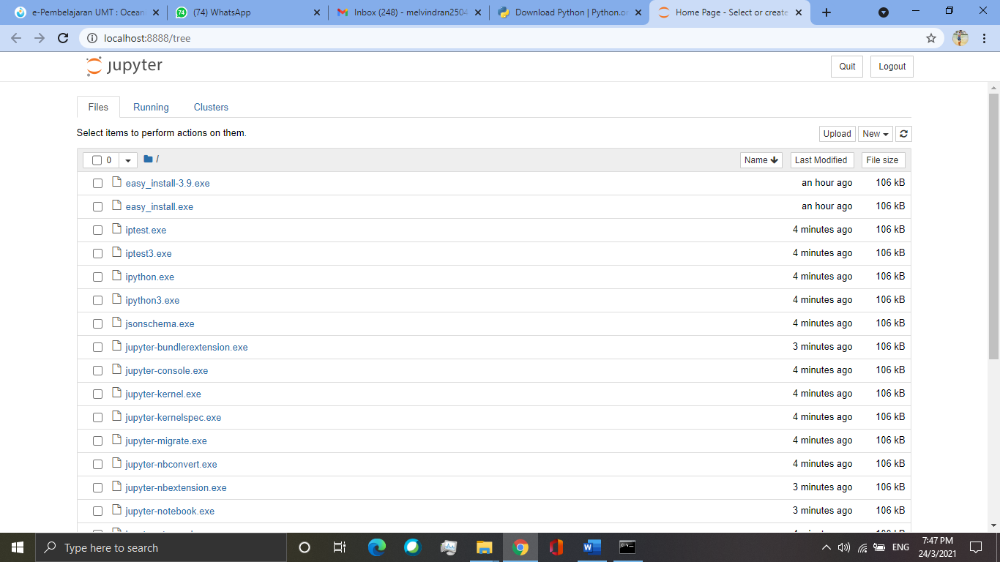 e-Pembelajaran UMT : Ocean
(74) WhatsApp
Inbox (248) - melvindran2504
Download Python | Python.or
Home Page - Select or create
localhost:8888/tree
jupyter
Quit
Logout
Files
Running
Clusters
Select items to perform actions on them.
Upload
New
0
/
Name
Last Modified
File size
easy_install-3.9.exe an hour ago 106 kB
easy_install.exe an hour ago 106 kB
iptest.exe 4 minutes ago 106 kB
iptest3.exe 4 minutes ago 106 kB
ipython.exe 4 minutes ago 106 kB
ipython3.exe 4 minutes ago 106 kB
jsonschema.exe 4 minutes ago 106 kB
jupyter-bundlerextension.exe 3 minutes ago 106 kB
jupyter-console.exe 4 minutes ago 106 kB
jupyter-kernel.exe 4 minutes ago 106 kB
jupyter-kernelspec.exe 4 minutes ago 106 kB
jupyter-migrate.exe 4 minutes ago 106 kB
jupyter-nbconvert.exe 4 minutes ago 106 kB
jupyter-nbextension.exe 3 minutes ago 106 kB
jupyter-notebook.exe 3 minutes ago 106 kB
Type here to search
ENG
7:47 PM
24/3/2021